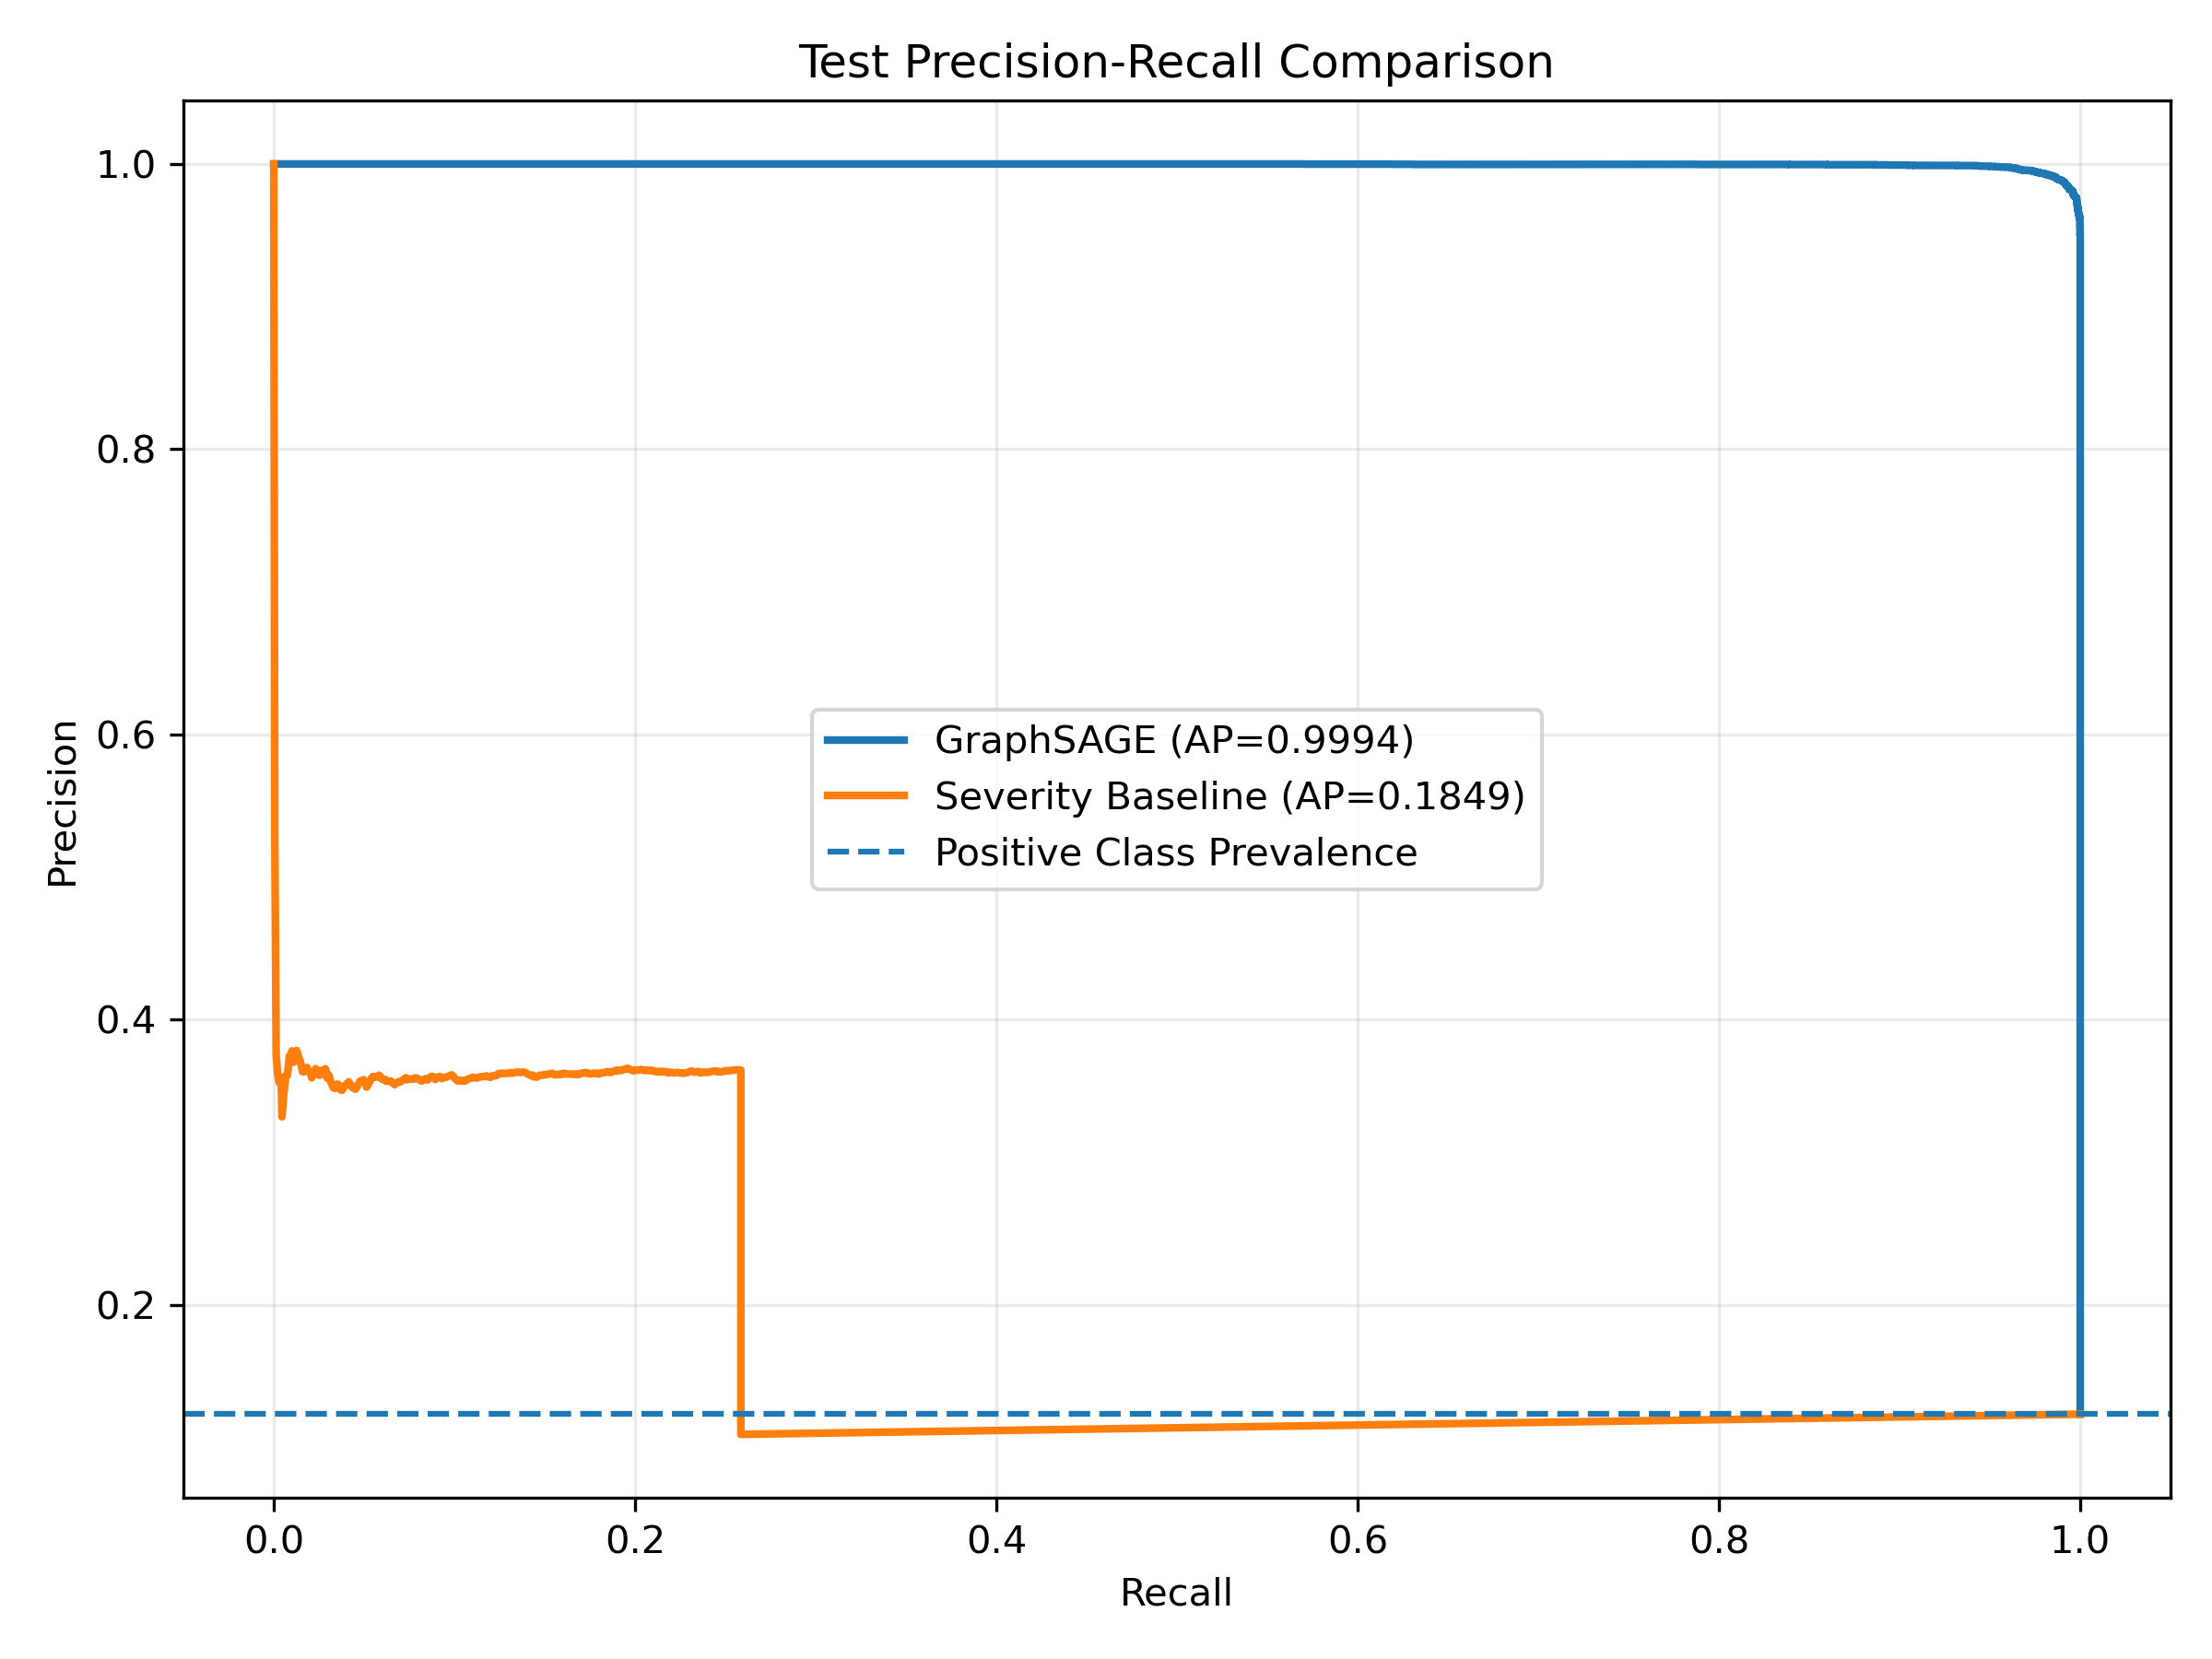 Test Precision-Recall Comparison
1.0
0.8
0.6
0.4
0.2
Precision
GraphSAGE (AP=0.9994)
Severity Baseline (AP=0.1849)
Positive Class Prevalence
0.0 0.2 0.4 0.6 0.8 1.0
Recall